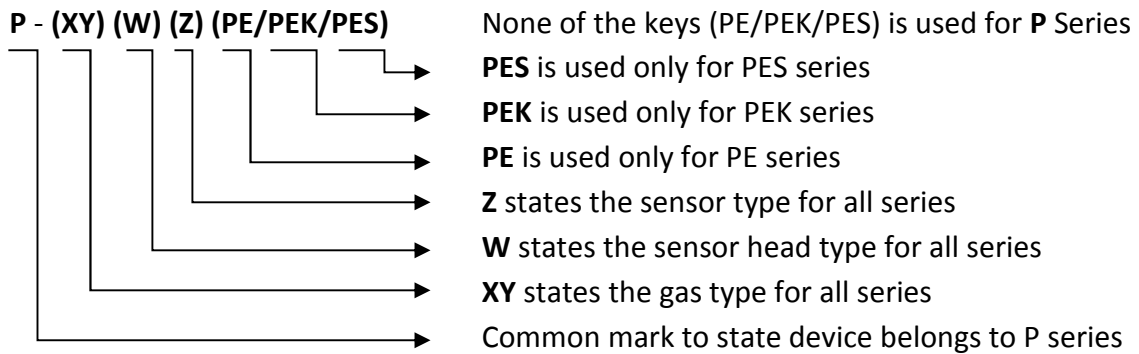 P - (XY) (W) (Z) (PE/PEK/PES) None of the keys (PE/PEK/PES) is used for P Series
PES is used only for PES series
PEK is used only for PEK series
PE is used only for PE series
Z states the sensor type for all series
W states the sensor head type for all series
XY states the gas type for all series
Common mark to state device belongs to P series